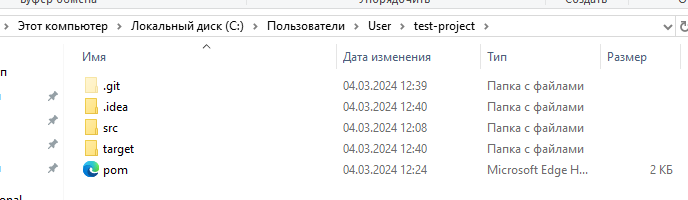 Буфер обмена Упорядочить Создать
Этот компьютер > Локальный диск (C:) > Пользователи > User > test-project >
Имя Дата изменения Тип Размер
.git 04.03.2024 12:39 Папка с файлами
.idea 04.03.2024 12:40 Папка с файлами
src 04.03.2024 12:08 Папка с файлами
target 04.03.2024 12:40 Папка с файлами
pom 04.03.2024 12:24 Microsoft Edge H... 2 КБ